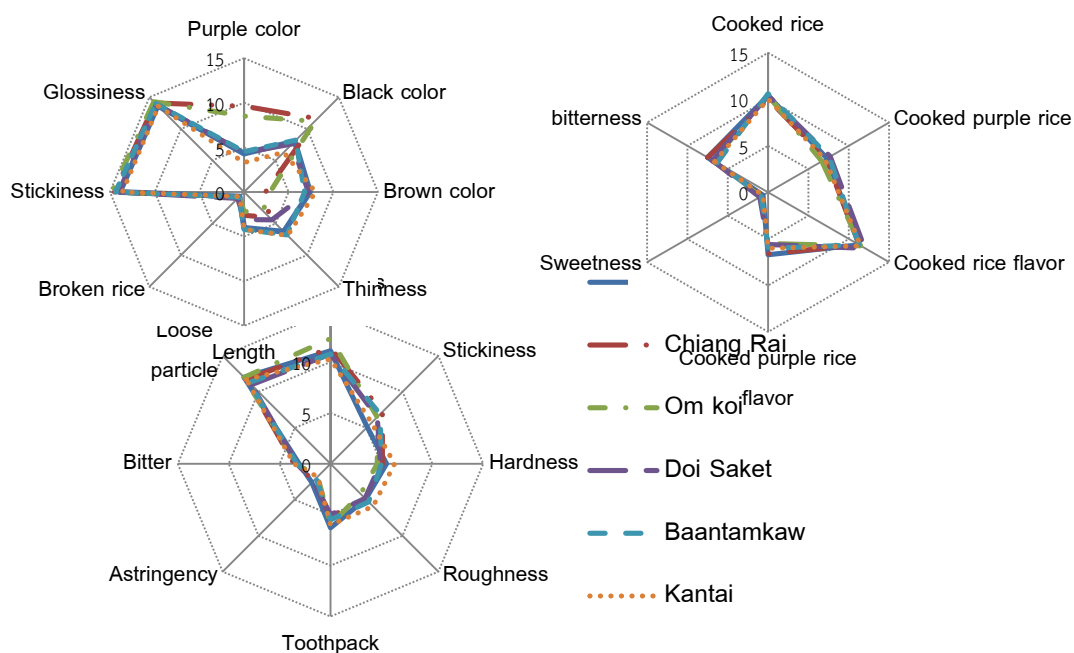 Purple color
15
Glossiness
10
Black color
5
Stickiness
0
Brown color
Broken rice
Thinness
s
Length
Cooked rice
15
bitterness
10
Cooked purple rice
5
0
Sweetness
Cooked rice flavor
Cooked purple rice
flavor
Loose
particle
10
Stickiness
5
Bitter
0
Hardness
Astringency
Roughness
Toothpack
Chiang Rai
Om koi
Doi Saket
Baantamkaw
Kantai